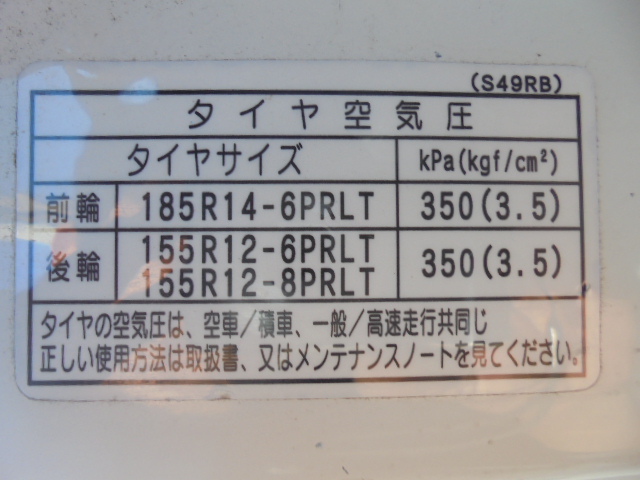 (S49RB)
タイヤ空気圧
タイヤサイズ kPa(kgf/cm²)
前輪 185R14-6PRLT 350(3.5)
後輪 155R12-6PRLT 350(3.5)
155R12-8PRLT
タイヤの空気圧は、空車/積車、一般/高速走行共同じ
正しい使用方法は取扱書、又はメンテナンスノートを見てください。